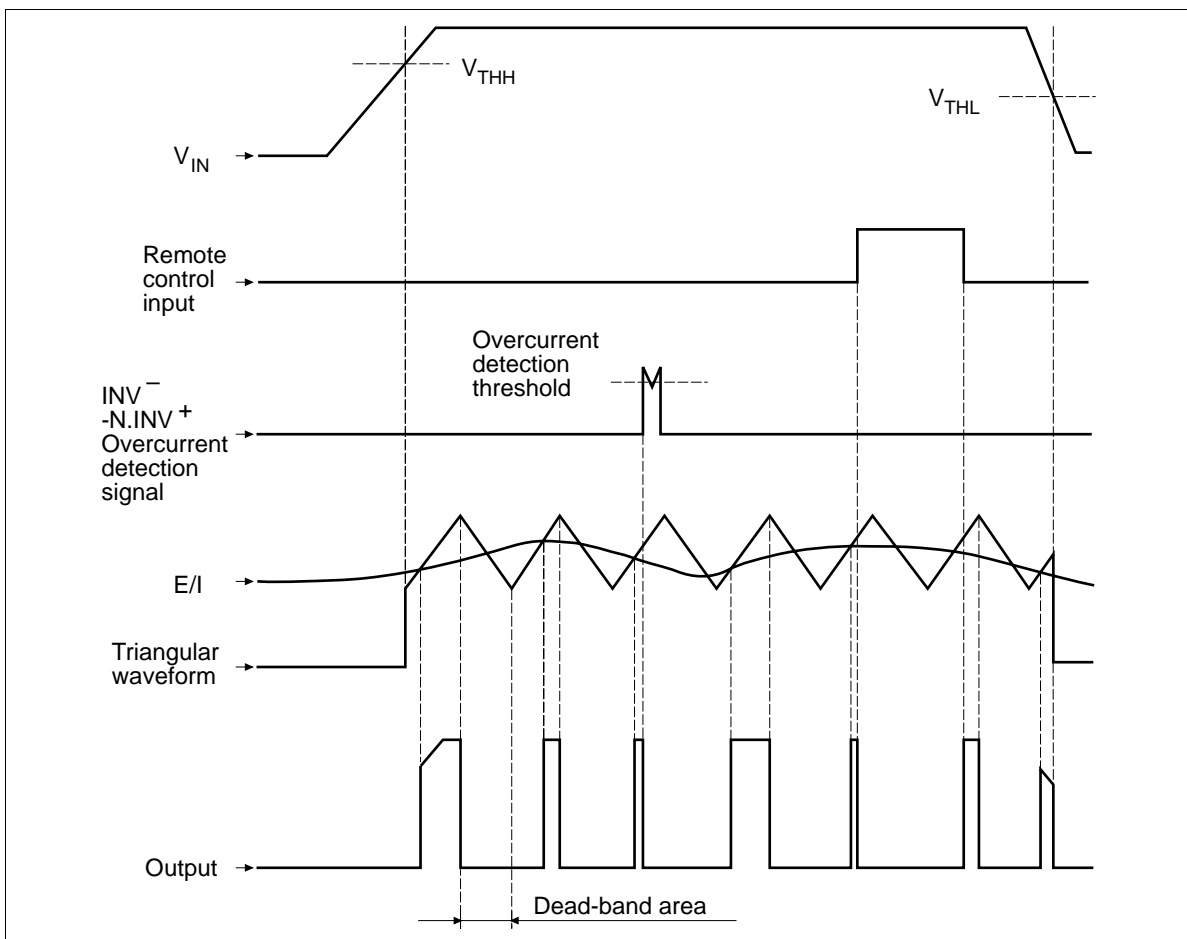 V_THH
V_THL
V_IN
Remote
control
input
Overcurrent
detection
threshold
INV −
-N.INV +
Overcurrent
detection
signal
E/I
Triangular
waveform
Output
Dead-band area